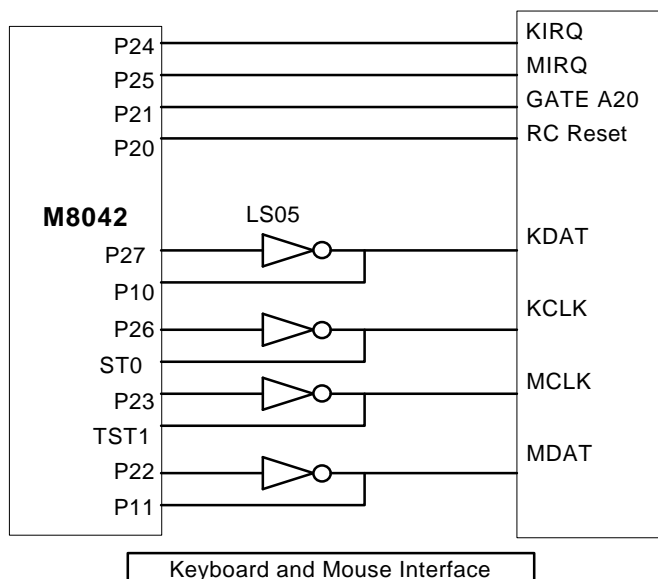 P24
KIRQ
P25
MIRQ
P21
GATE A20
P20
RC Reset
M8042
LS05
P27
KDAT
P10
P26
KCLK
ST0
P23
MCLK
TST1
P22
MDAT
P11
Keyboard and Mouse Interface